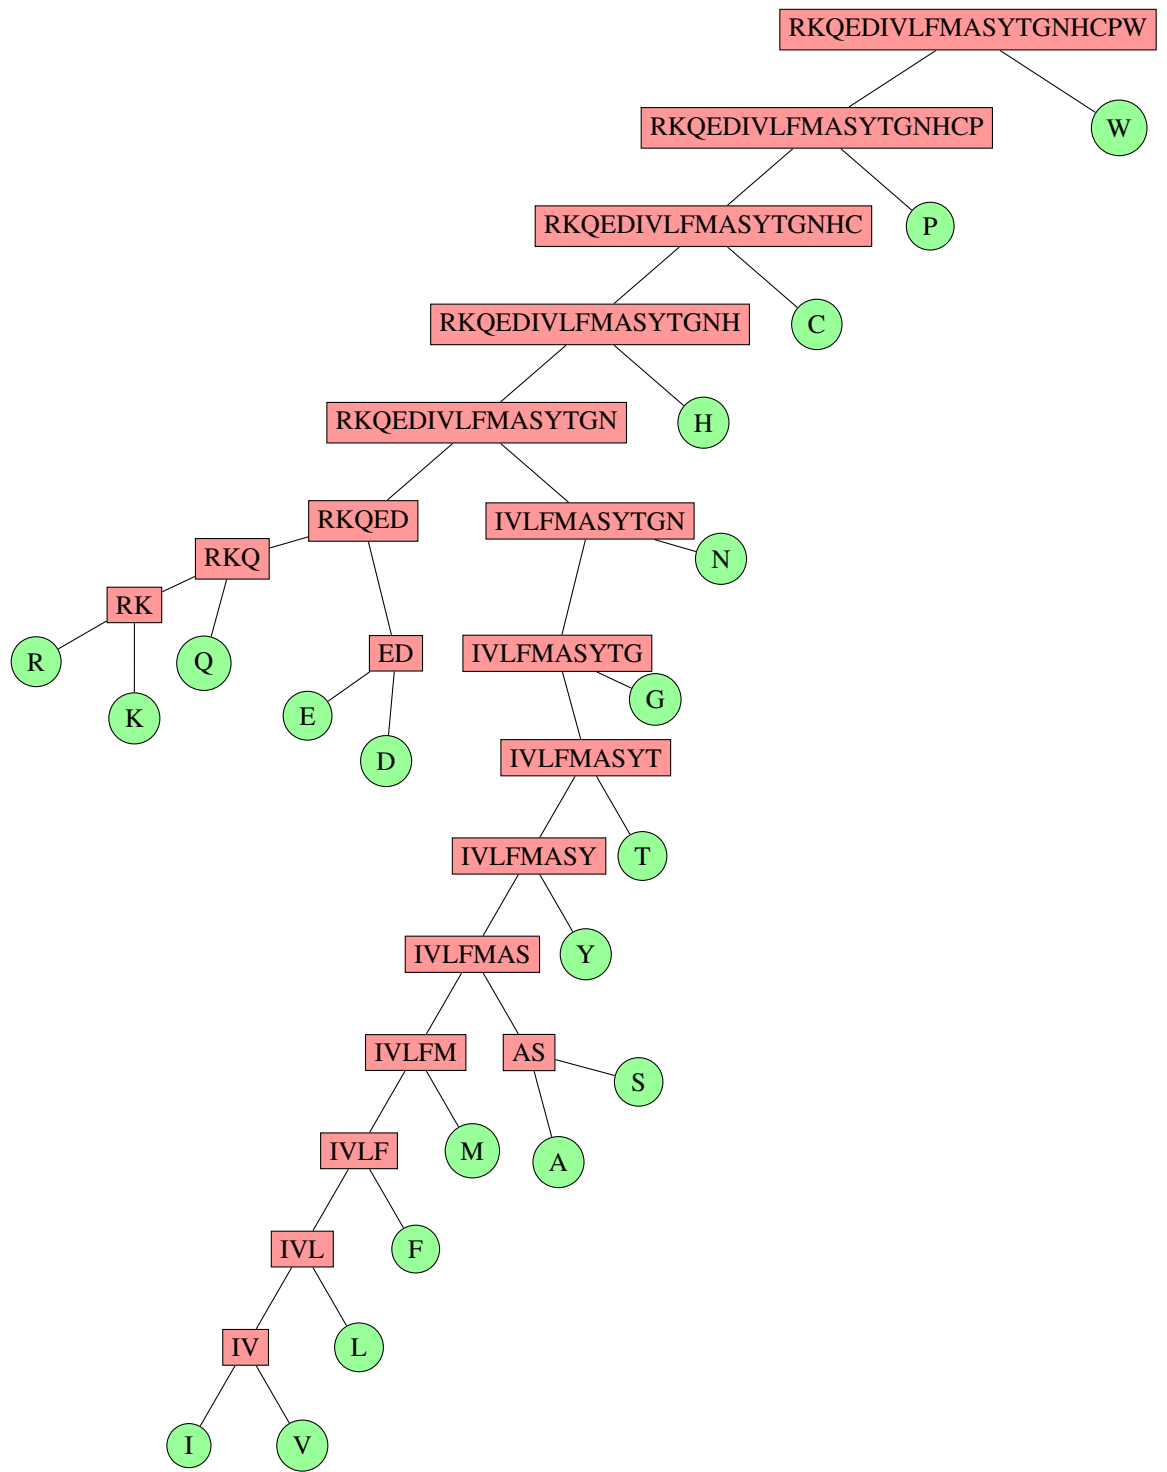 RKQEDIVLFMASYTGNHCPW
RKQEDIVLFMASYTGNHCP
W
RKQEDIVLFMASYTGNHC
P
RKQEDIVLFMASYTGNH
C
RKQEDIVLFMASYTGN
H
RKQED
IVLFMASYTGN
RKQ
N
RK
R
Q
ED
IVLFMASYTG
K
E
G
D
IVLFMASYT
IVLFMASY
T
IVLFMAS
Y
IVLFM
AS
S
IVLF
M
A
IVL
F
IV
L
I
V